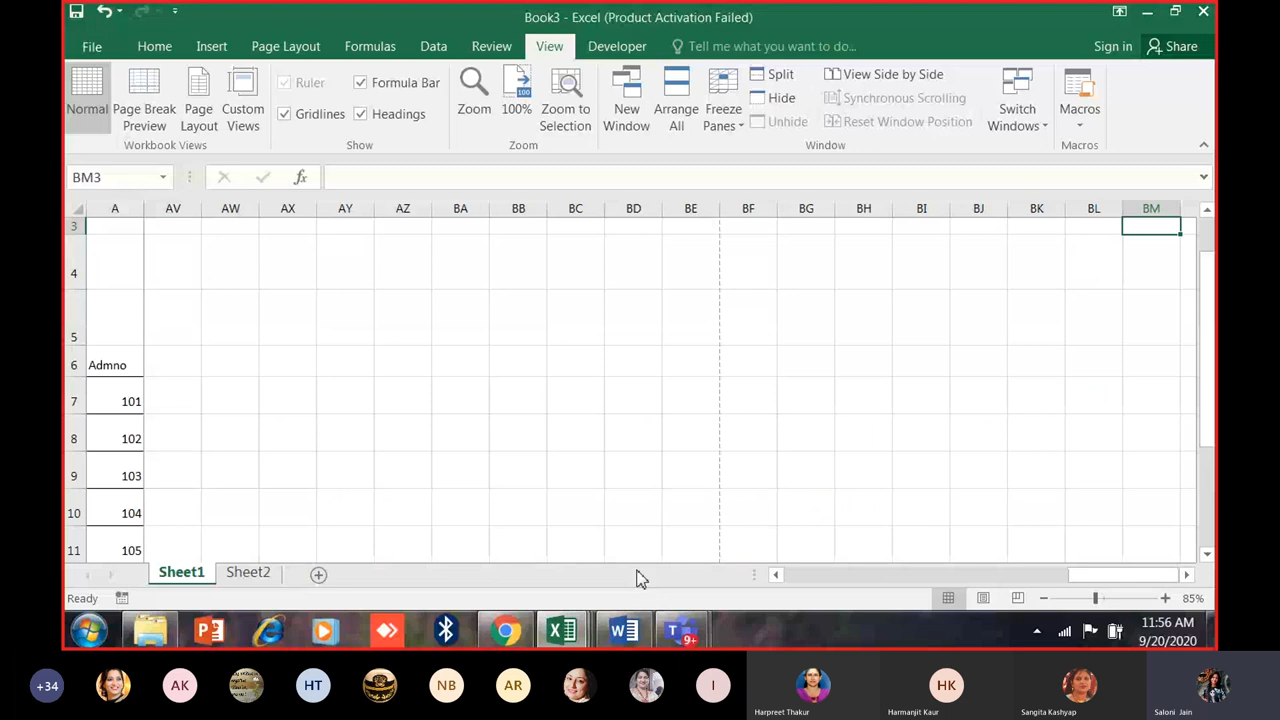 Book3 - Excel (Product Activation Failed)
File Home Insert Page Layout Formulas Data Review View Developer Tell me what you want to do... Sign in Share
Normal Page Break Preview Page Layout Custom Views
Workbook Views
Ruler Formula Bar
Gridlines Headings
Show
Zoom 100% Zoom to Selection
Zoom
New Window Arrange All Freeze Panes
Split View Side by Side
Hide Synchronous Scrolling
Unhide Reset Window Position
Switch Windows
Window
Macros
Macros
BM3 fx
A AV AW AX AY AZ BA BB BC BD BE BF BG BH BI BJ BK BL BM
3
4
5
6 Admno
7 101
8 102
9 103
10 104
11 105
Sheet1 Sheet2
Ready 85%
11:56 AM
9/20/2020
9+
+34 AK HT NB AR I HK
Harpreet Thakur Harmanjit Kaur Sangita Kashyap Saloni Jain